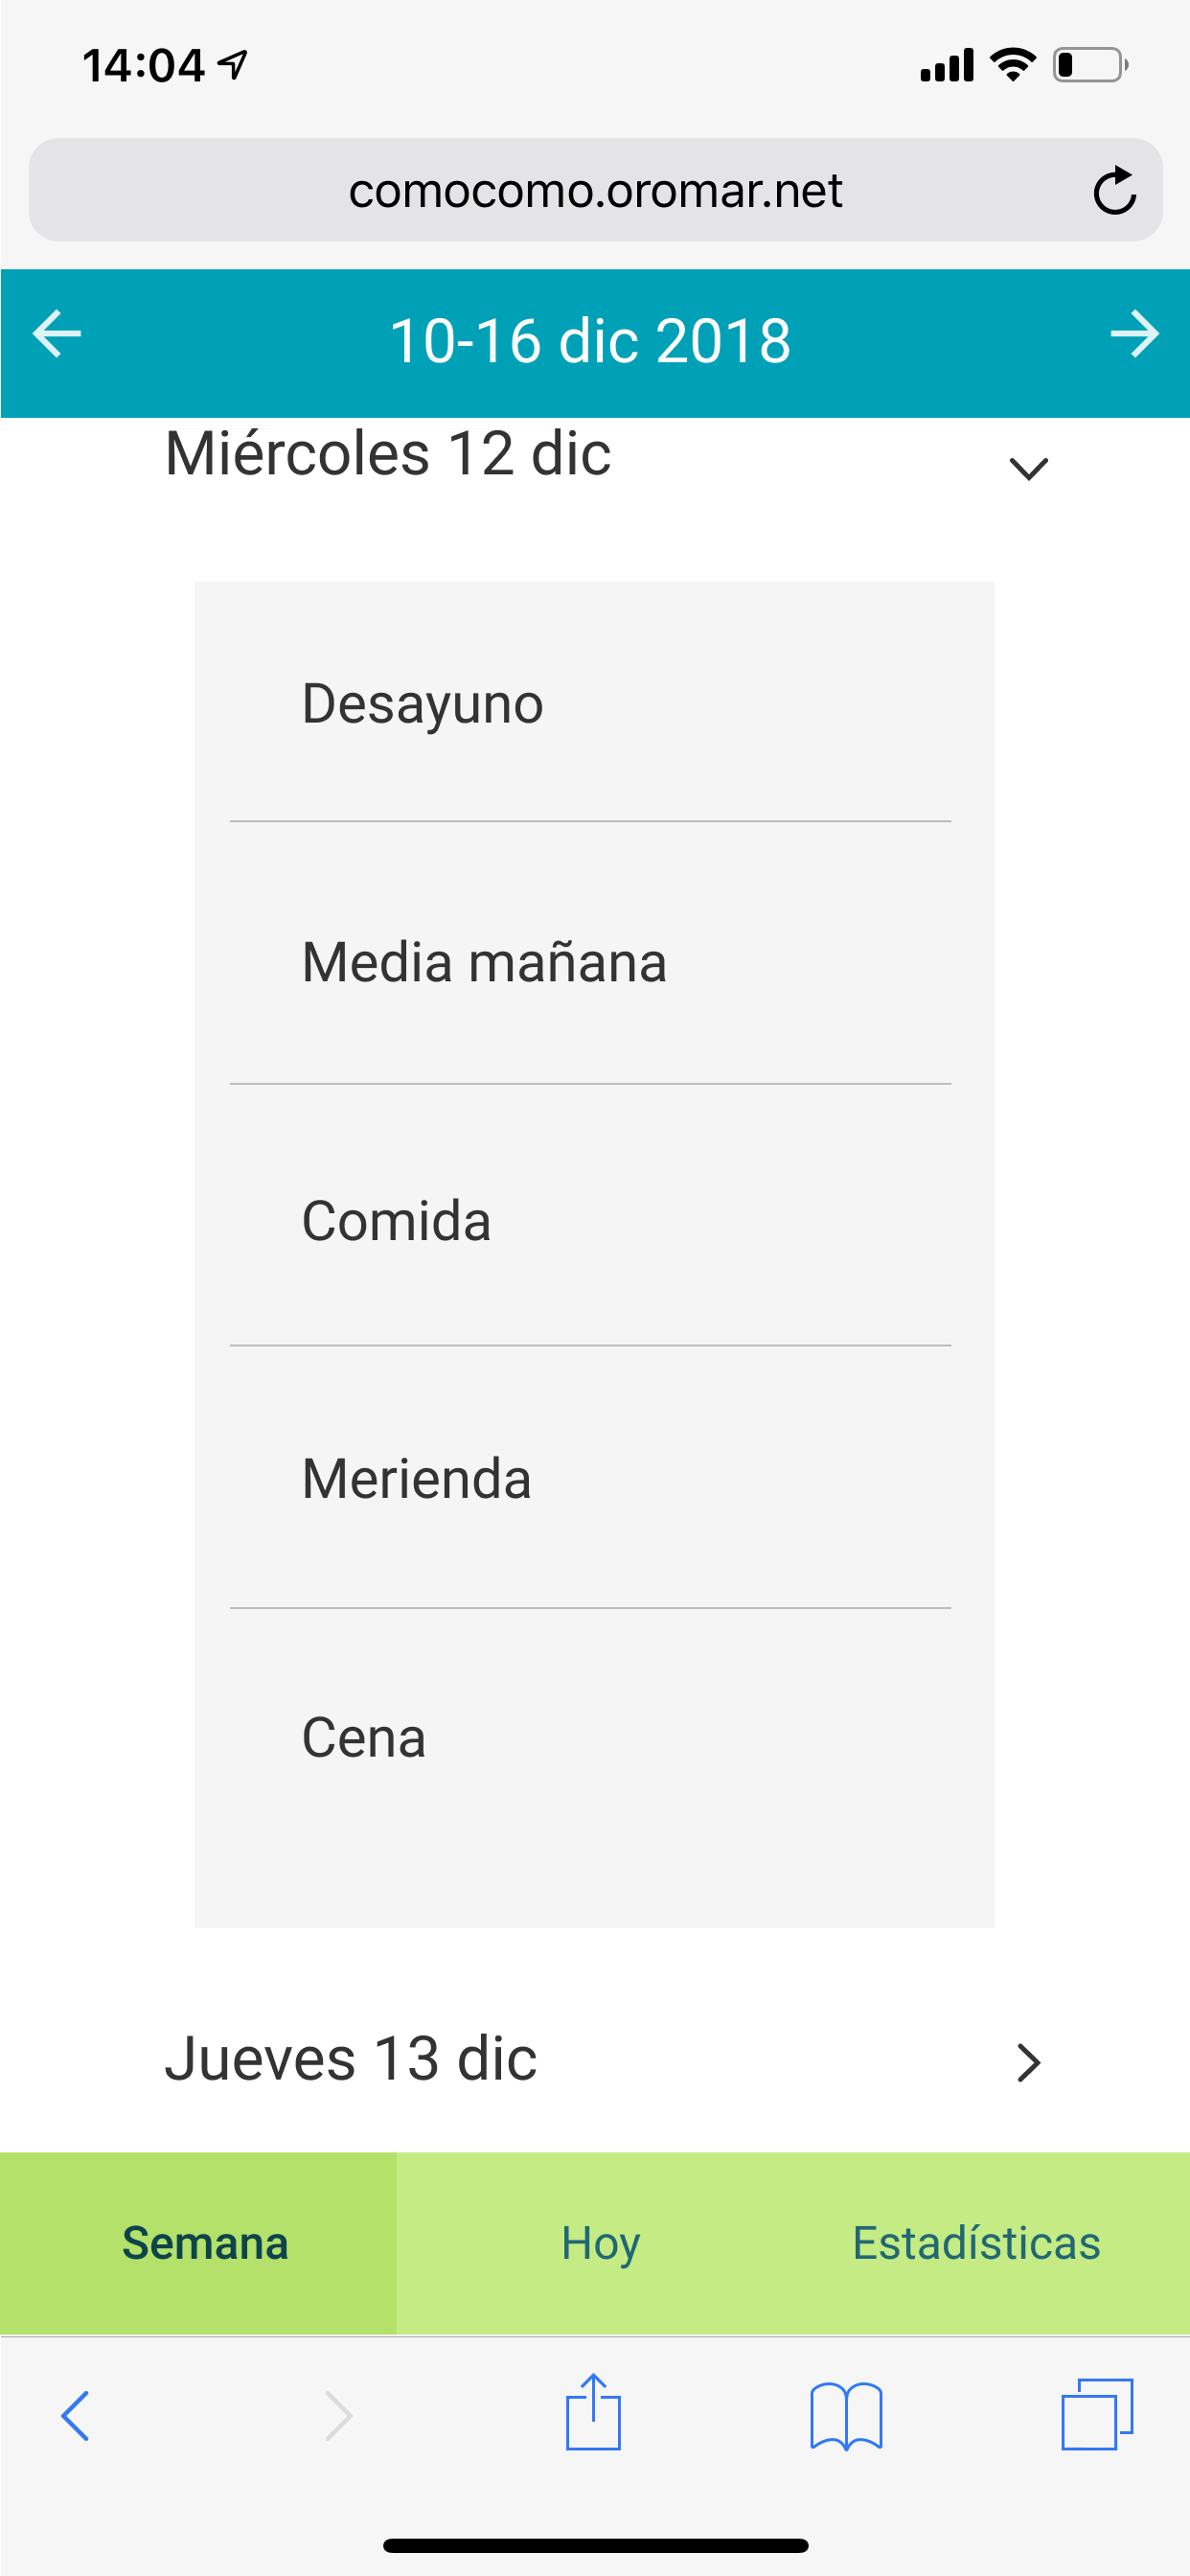 14:04
comocomo.oromar.net
10-16 dic 2018
Miércoles 12 dic
Desayuno
Media mañana
Comida
Merienda
Cena
Jueves 13 dic
Semana
Hoy
Estadísticas